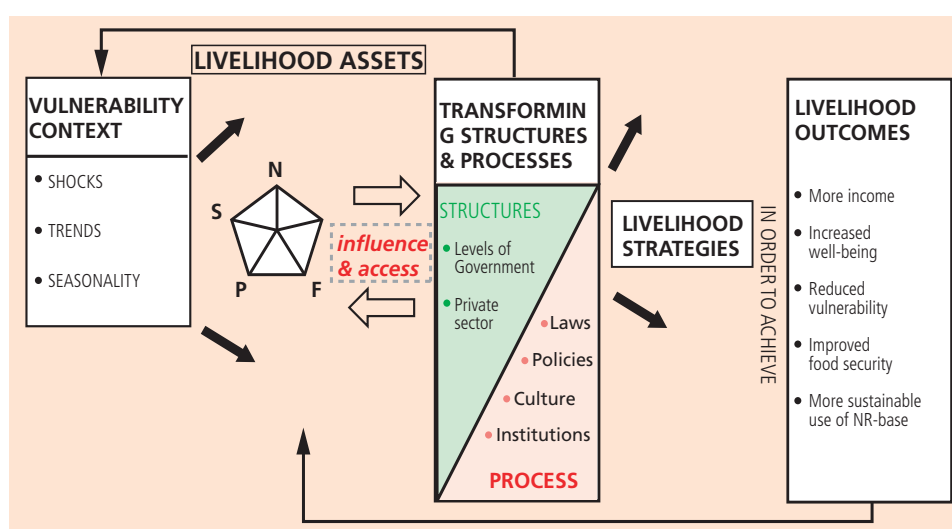 LIVELIHOOD ASSETS
VULNERABILITY
CONTEXT
• SHOCKS
• TRENDS
• SEASONALITY
N
S
P
F
influence
& access
TRANSFORMIN
G STRUCTURES
& PROCESSES
STRUCTURES
• Levels of
Government
• Private
sector
• Laws
• Policies
• Culture
• Institutions
PROCESS
LIVELIHOOD
STRATEGIES
IN ORDER TO ACHIEVE
LIVELIHOOD
OUTCOMES
• More income
• Increased
well-being
• Reduced
vulnerability
• Improved
food security
• More sustainable
use of NR-base